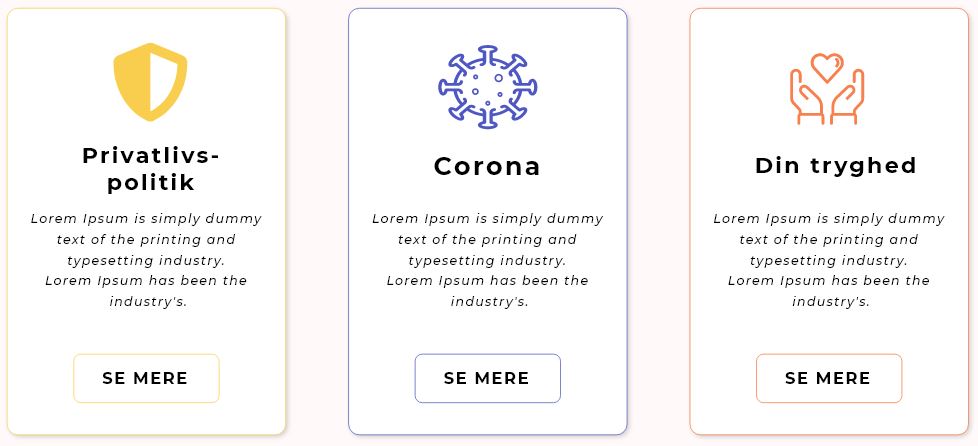 Privatlivs-
politik
Lorem Ipsum is simply dummy
text of the printing and
typesetting industry.
Lorem Ipsum has been the
industry's.
SE MERE
Corona
Lorem Ipsum is simply dummy
text of the printing and
typesetting industry.
Lorem Ipsum has been the
industry's.
SE MERE
Din tryghed
Lorem Ipsum is simply dummy
text of the printing and
typesetting industry.
Lorem Ipsum has been the
industry's.
SE MERE